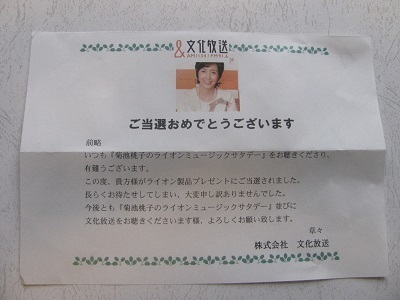 &文化放送
ご当選おめでとうございます
前略
いつも『菊池桃子のライオンミュージックサタデー』をお聴きくださり、
有難うございます。
この度、貴方様がライオン製品プレゼントにご当選されました。
長らくお待たせしてしまい、大変申し訳ありませんでした。
今後とも『菊池桃子のライオンミュージックサタデー』並びに
文化放送をお聴きくださいます様、よろしくお願い致します。
草々
株式会社　文化放送